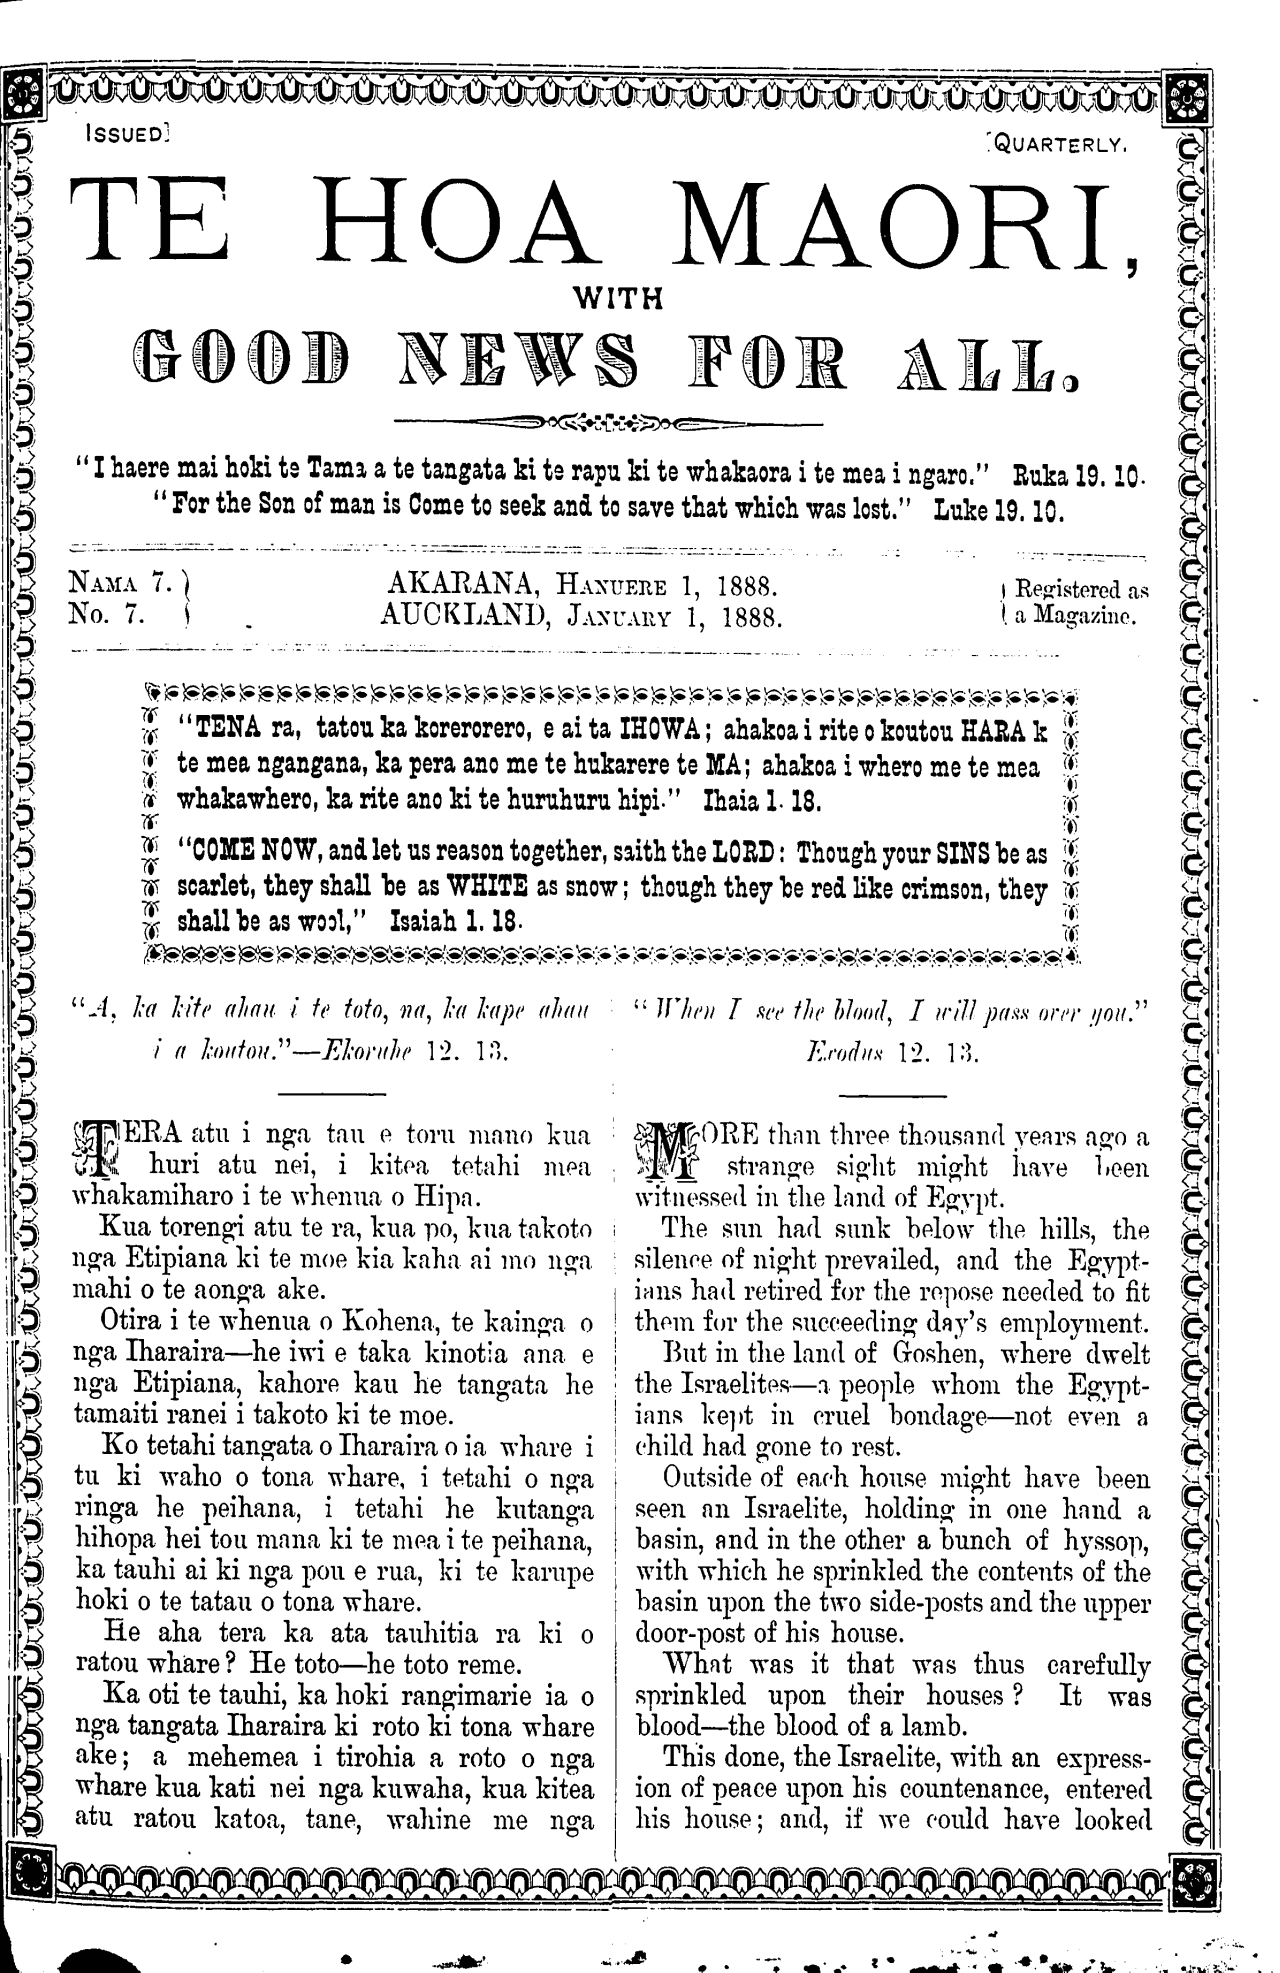 ISSUED] [QUARTERLY.
TE HOA MAORI,
WITH
GOOD NEWS FOR ALL.
"I haere mai hoki te Tama a te tangata ki te rapu ki te whakaora i te mea i ngaro." Ruka 19. 10.
"For the Son of man is Come to seek and to save that which was lost." Luke 19. 10.
NAMA 7. } AKARANA, HANUERE 1, 1888. { Registered as
No. 7. } AUCKLAND, JANUARY 1, 1888. { a Magazine.
"TENA ra, tatou ka korerorero, e ai ta IHOWA; ahakoa i rite o koutou HARA k
te mea ngangana, ka pera ano me te hukarere te MA; ahakoa i whero me te mea
whakawhero, ka rite ano ki te huruhuru hipi." Ihaia 1. 18.
"COME NOW, and let us reason together, saith the LORD: Though your SINS be as
scarlet, they shall be as WHITE as snow; though they be red like crimson, they
shall be as wool," Isaiah 1. 18.
"A, ka kite ahau i te toto, na, ka kape ahau
i a koutou."—Ekoruhe 12. 13.
TERA atu i nga tau e toru mano kua
huri atu nei, i kitea tetahi mea
whakamiharo i te whenua o Hipa.
Kua torengi atu te ra, kua po, kua takoto
nga Etipiana ki te moe kia kaha ai mo nga
mahi o te aonga ake.
Otira i te whenua o Kohena, te kainga o
nga Iharaira—he iwi e taka kinotia ana e
nga Etipiana, kahore kau he tangata he
tamaiti ranei i takoto ki te moe.
Ko tetahi tangata o Iharaira o ia whare i
tu ki waho o tona whare, i tetahi o nga
ringa he peihana, i tetahi he kutanga
hihopa hei tou mana ki te mea i te peihana,
ka tauhi ai ki nga pou e rua, ki te karupe
hoki o te tatau o tona whare.
He aha tera ka ata tauhitia ra ki o
ratou whare? He toto—he toto reme.
Ka oti te tauhi, ka hoki rangimarie ia o
nga tangata Iharaira ki roto ki tona whare
ake; a mehemea i tirohia a roto o nga
whare kua kati nei nga kuwaha, kua kitea
atu ratou katoa, tane, wahine me nga
"When I see the blood, I will pass over you."
Exodus 12. 13.
MORE than three thousand years ago a
strange sight might have been
witnessed in the land of Egypt.
The sun had sunk below the hills, the
silence of night prevailed, and the Egypt-
ians had retired for the repose needed to fit
them for the succeeding day's employment.
But in the land of Goshen, where dwelt
the Israelites—a people whom the Egypt-
ians kept in cruel bondage—not even a
child had gone to rest.
Outside of each house might have been
seen an Israelite, holding in one hand a
basin, and in the other a bunch of hyssop,
with which he sprinkled the contents of the
basin upon the two side-posts and the upper
door-post of his house.
What was it that was thus carefully
sprinkled upon their houses? It was
blood—the blood of a lamb.
This done, the Israelite, with an express-
ion of peace upon his countenance, entered
his house; and, if we could have looked